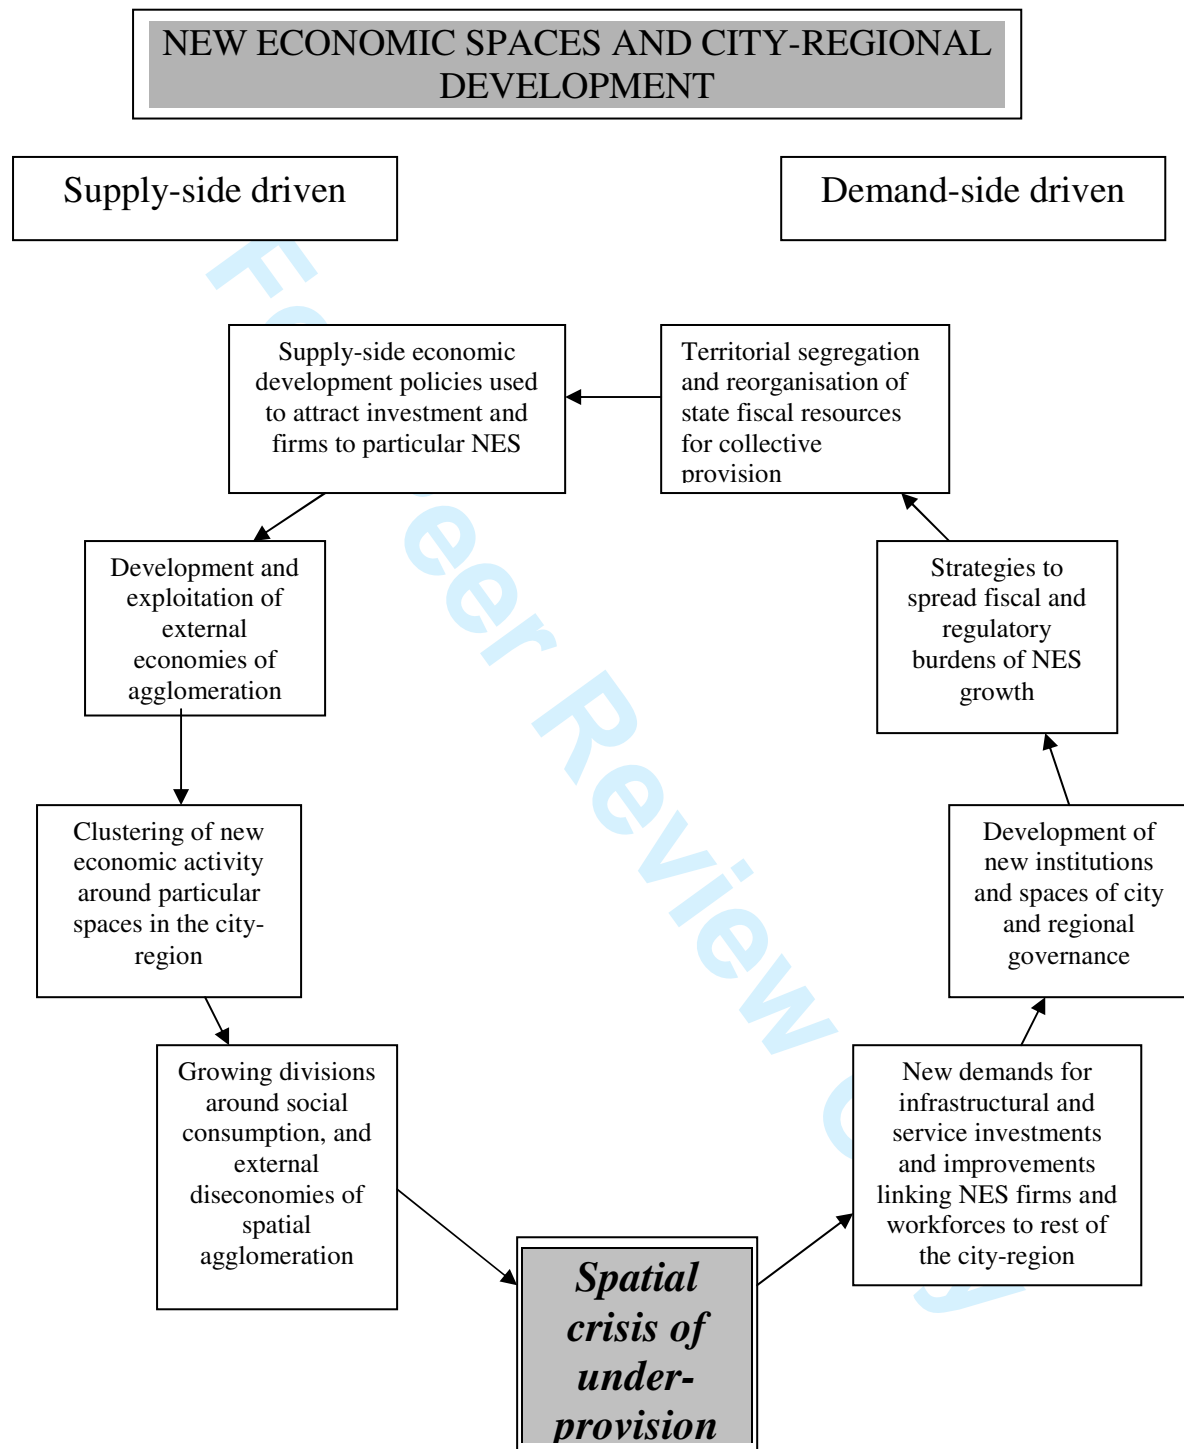 NEW ECONOMIC SPACES AND CITY-REGIONAL
DEVELOPMENT
Supply-side driven
Demand-side driven
Supply-side economic
development policies used
to attract investment and
firms to particular NES
Territorial segregation
and reorganisation of
state fiscal resources
for collective
provision
Development and
exploitation of
external
economies of
agglomeration
Strategies to
spread fiscal and
regulatory
burdens of NES
growth
Clustering of new
economic activity
around particular
spaces in the city-
region
Development of
new institutions
and spaces of city
and regional
governance
Growing divisions
around social
consumption, and
external
diseconomies of
spatial
agglomeration
New demands for
infrastructural and
service investments
and improvements
linking NES firms and
workforces to rest of
the city-region
Spatial
crisis of
under-
provision
For Peer Review Only